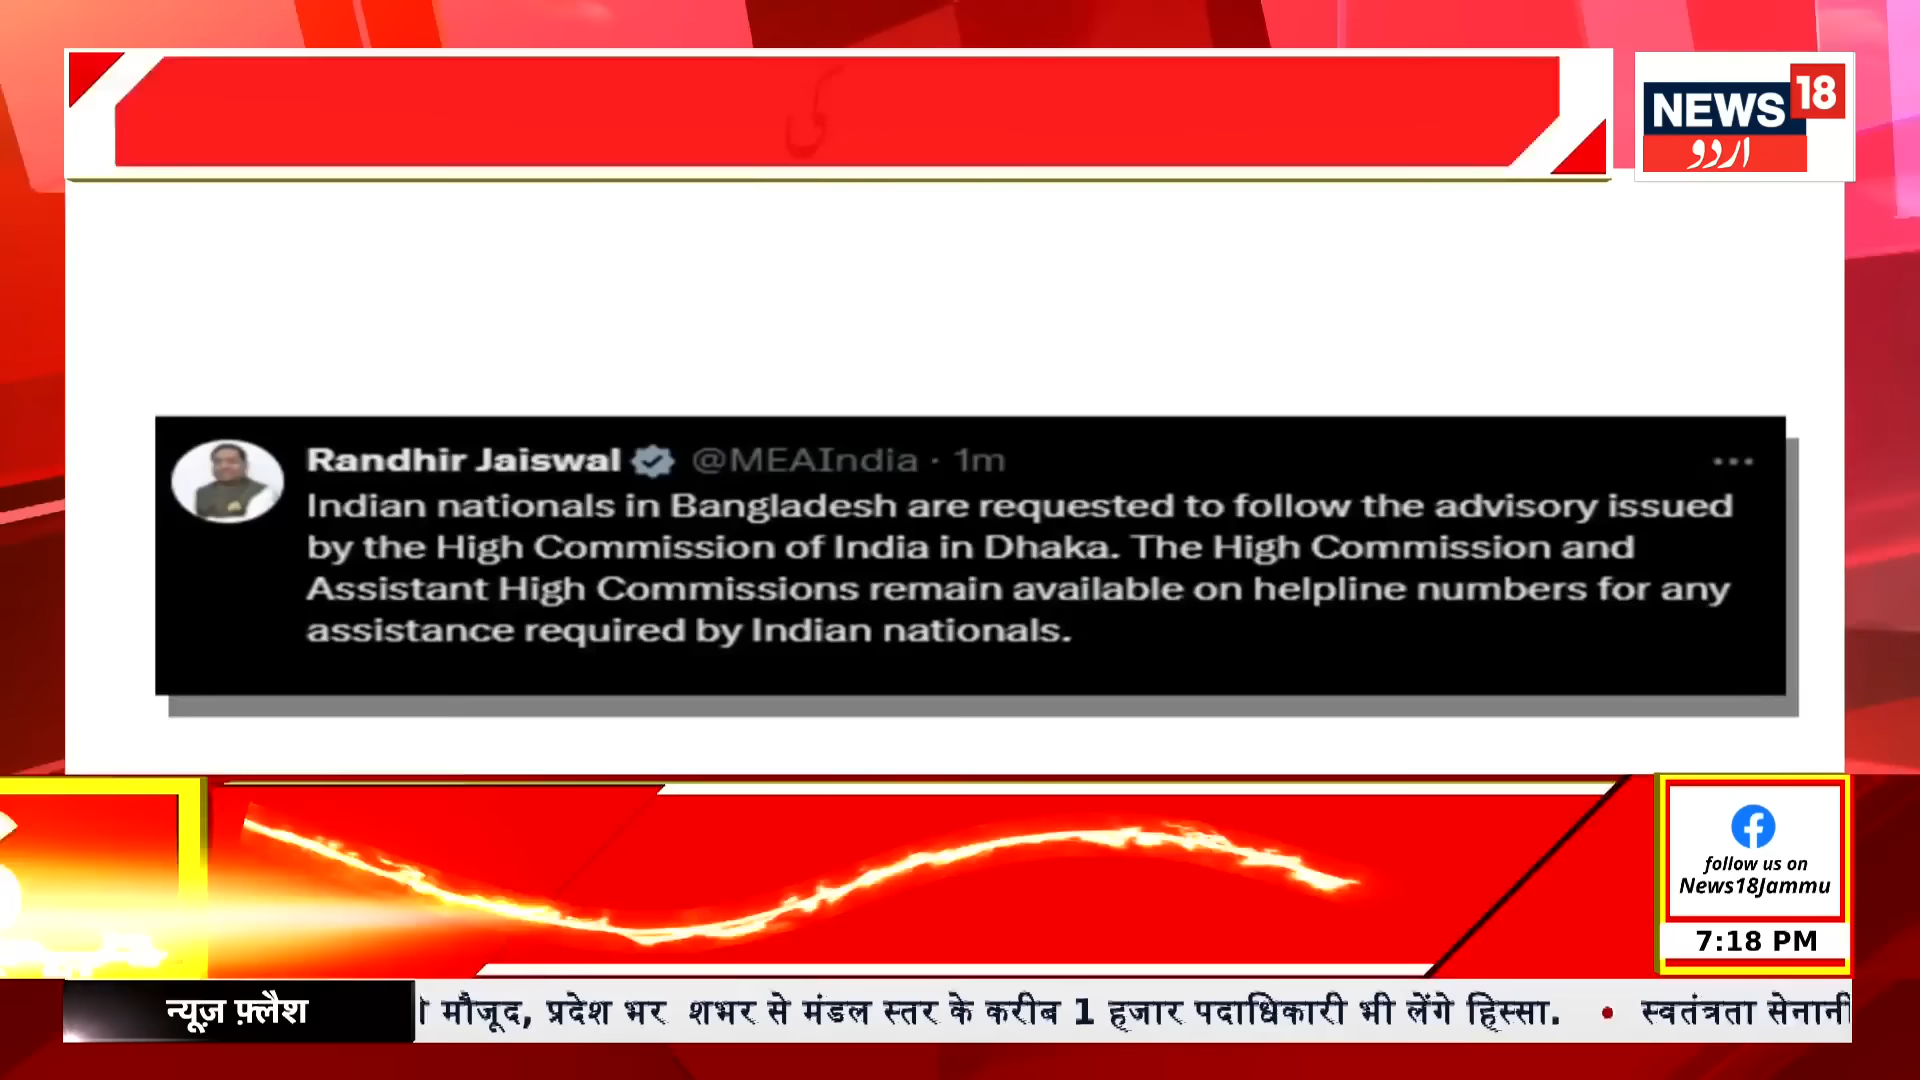 NEWS 18
اردو
Randhir Jaiswal @MEAIndia · 1m
Indian nationals in Bangladesh are requested to follow the advisory issued
by the High Commission of India in Dhaka. The High Commission and
Assistant High Commissions remain available on helpline numbers for any
assistance required by Indian nationals.
follow us on
News18Jammu
7:18 PM
न्यूज़ फ़्लैश
मौजूद, प्रदेश भर शभर से मंडल स्तर के करीब 1 हजार पदाधिकारी भी लेंगे हिस्सा. • स्वतंत्रता सेनानी